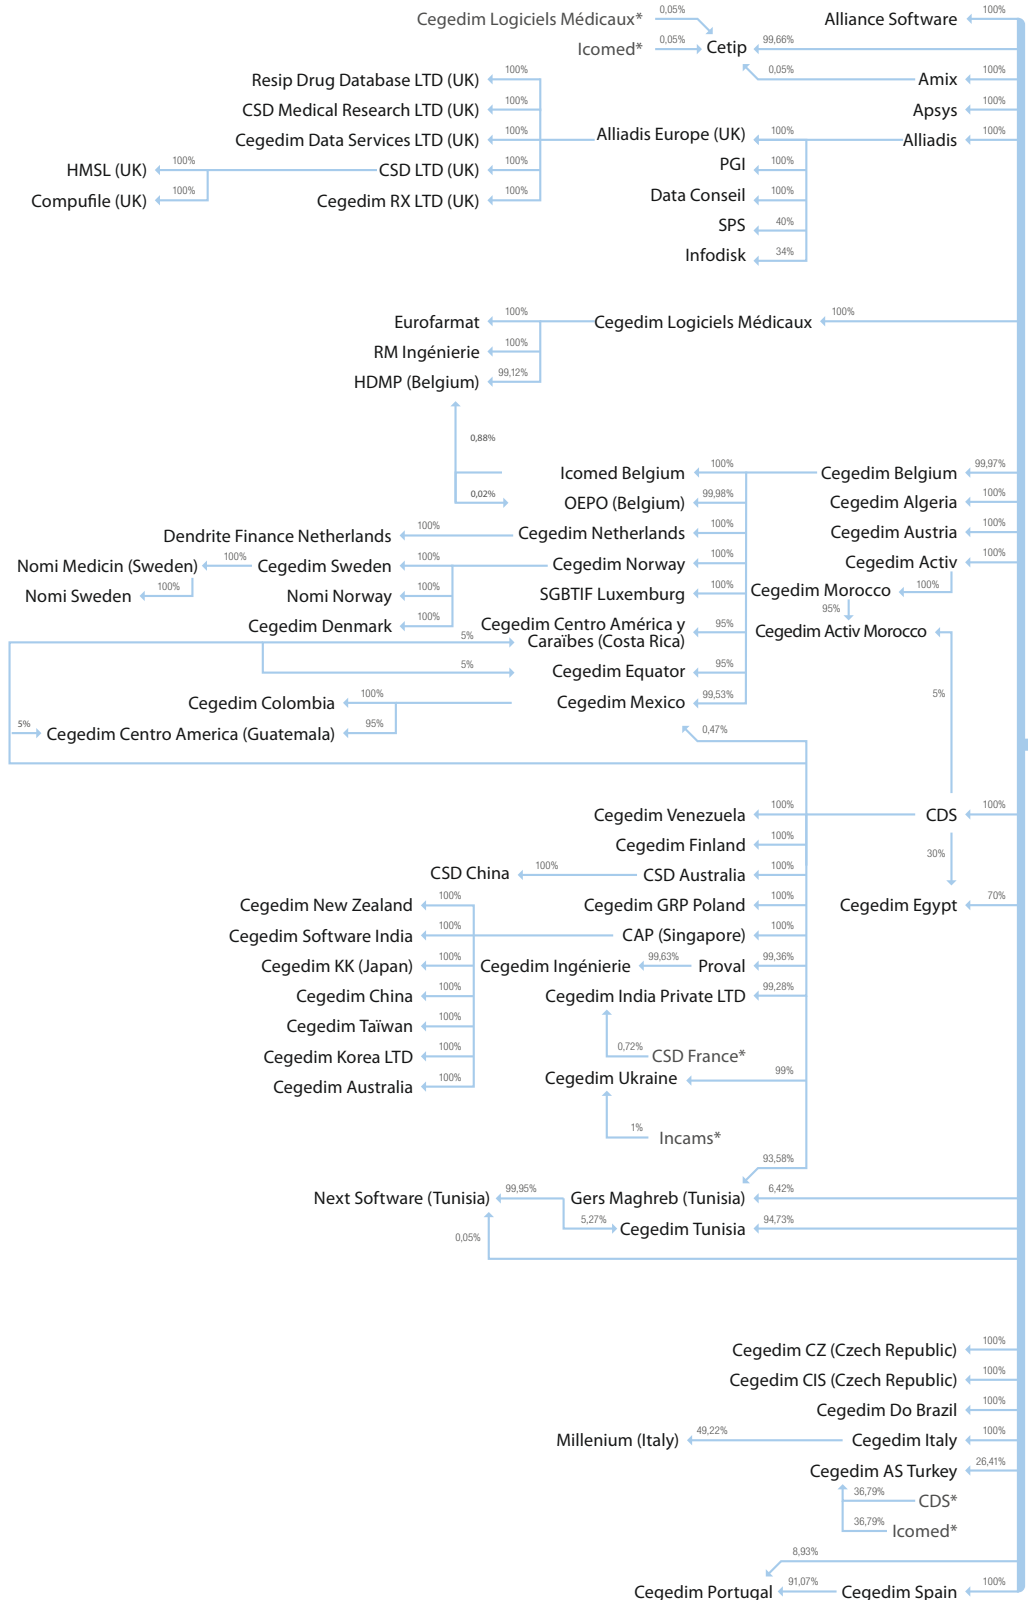 Cegedim Logiciels Médicaux* 0,05% Alliance Software 100%
Icomed* 0,05% Cetip 99,66%
Resip Drug Database LTD (UK) 100% 0,05% Amix 100%
CSD Medical Research LTD (UK) 100% Apsys 100%
Cegedim Data Services LTD (UK) 100% Alliadis Europe (UK) 100% Alliadis 100%
HMSL (UK) 100% CSD LTD (UK) 100% PGI 100%
Compufile (UK) 100% Cegedim RX LTD (UK) 100% Data Conseil 100%
SPS 40%
Infodisk 34%
Eurofarmat 100% Cegedim Logiciels Médicaux 100%
RM Ingénierie 100%
HDMP (Belgium) 99,12%
0,88%
Icomed Belgium 100% Cegedim Belgium 99,97%
0,02% OEPO (Belgium) 99,98% Cegedim Algeria 100%
Dendrite Finance Netherlands 100% Cegedim Netherlands 100% Cegedim Austria 100%
Nomi Medicin (Sweden) 100% Cegedim Sweden 100% Cegedim Norway 100% Cegedim Activ 100%
Nomi Sweden 100% Nomi Norway 100% SGBTIF Luxemburg 100% Cegedim Morocco 100%
95%
Cegedim Denmark 100% Cegedim Centro América y
Caraïbes (Costa Rica) 95% Cegedim Activ Morocco
5%
5% Cegedim Equator 95%
Cegedim Colombia 100% Cegedim Mexico 99,53% 5%
5% Cegedim Centro America (Guatemala) 95% 0,47%
Cegedim Venezuela 100% CDS 100%
Cegedim Finland 100% 30%
CSD China 100% CSD Australia 100%
Cegedim New Zealand 100% Cegedim GRP Poland 100% Cegedim Egypt 70%
Cegedim Software India 100% CAP (Singapore) 100%
Cegedim KK (Japan) 100% Cegedim Ingénierie 99,63% Proval 99,36%
Cegedim China 100% Cegedim India Private LTD 99,28%
Cegedim Taïwan 100%
Cegedim Korea LTD 100% 0,72% CSD France*
Cegedim Australia 100% Cegedim Ukraine 99%
1% Incams*
93,58%
Next Software (Tunisia) 99,95% Gers Maghreb (Tunisia) 6,42%
5,27% Cegedim Tunisia 94,73%
0,05%
Cegedim CZ (Czech Republic) 100%
Cegedim CIS (Czech Republic) 100%
Cegedim Do Brazil 100%
Millenium (Italy) 49,22% Cegedim Italy 100%
Cegedim AS Turkey 26,41%
36,79% CDS*
36,79% Icomed*
8,93%
Cegedim Portugal 91,07% Cegedim Spain 100%